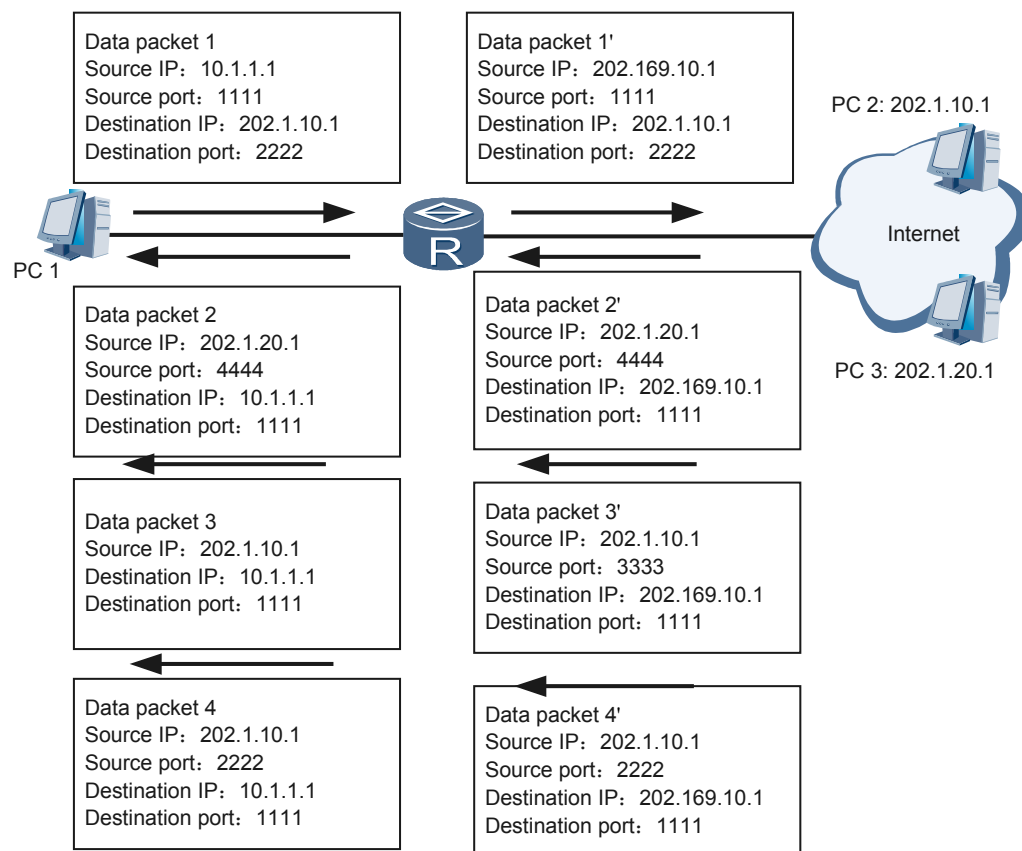 Data packet 1
Source IP：10.1.1.1
Source port：1111
Destination IP：202.1.10.1
Destination port：2222
Data packet 1'
Source IP：202.169.10.1
Source port：1111
Destination IP：202.1.10.1
Destination port：2222
PC 2: 202.1.10.1
PC 1
R
Internet
PC 3: 202.1.20.1
Data packet 2
Source IP：202.1.20.1
Source port：4444
Destination IP：10.1.1.1
Destination port：1111
Data packet 2'
Source IP：202.1.20.1
Source port：4444
Destination IP：202.169.10.1
Destination port：1111
Data packet 3
Source IP：202.1.10.1
Destination IP：10.1.1.1
Destination port：1111
Data packet 3'
Source IP：202.1.10.1
Source port：3333
Destination IP：202.169.10.1
Destination port：1111
Data packet 4
Source IP：202.1.10.1
Source port：2222
Destination IP：10.1.1.1
Destination port：1111
Data packet 4'
Source IP：202.1.10.1
Source port：2222
Destination IP：202.169.10.1
Destination port：1111